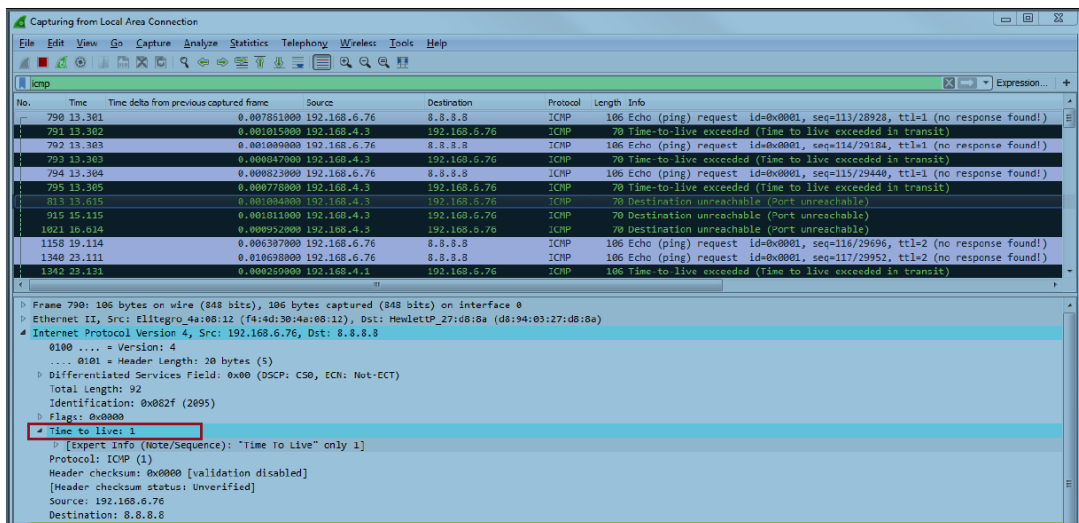 Capturing from Local Area Connection
File Edit View Go Capture Analyze Statistics Telephony Wireless Tools Help
icmp Expression... +
No. Time Time delta from previous captured frame Source Destination Protocol Length Info
790 13.301 0.007861000 192.168.6.76 8.8.8.8 ICMP 106 Echo (ping) request id=0x0001, seq=113/28928, ttl=1 (no response found!)
791 13.302 0.001015000 192.168.4.3 192.168.6.76 ICMP 70 Time-to-live exceeded (Time to live exceeded in transit)
792 13.303 0.001009000 192.168.6.76 8.8.8.8 ICMP 106 Echo (ping) request id=0x0001, seq=114/29184, ttl=1 (no response found!)
793 13.303 0.000847000 192.168.4.3 192.168.6.76 ICMP 70 Time-to-live exceeded (Time to live exceeded in transit)
794 13.304 0.000823000 192.168.6.76 8.8.8.8 ICMP 106 Echo (ping) request id=0x0001, seq=115/29440, ttl=1 (no response found!)
795 13.305 0.000778000 192.168.4.3 192.168.6.76 ICMP 70 Time-to-live exceeded (Time to live exceeded in transit)
813 13.615 0.001004000 192.168.4.3 192.168.6.76 ICMP 70 Destination unreachable (Port unreachable)
915 15.115 0.001811000 192.168.4.3 192.168.6.76 ICMP 70 Destination unreachable (Port unreachable)
1021 16.614 0.000952000 192.168.4.3 192.168.6.76 ICMP 70 Destination unreachable (Port unreachable)
1158 19.114 0.006307000 192.168.6.76 8.8.8.8 ICMP 106 Echo (ping) request id=0x0001, seq=116/29696, ttl=2 (no response found!)
1340 23.111 0.010698000 192.168.6.76 8.8.8.8 ICMP 106 Echo (ping) request id=0x0001, seq=117/29952, ttl=2 (no response found!)
1342 23.131 0.000269000 192.168.4.1 192.168.6.76 ICMP 106 Time-to-live exceeded (Time to live exceeded in transit)
Frame 790: 106 bytes on wire (848 bits), 106 bytes captured (848 bits) on interface 0
Ethernet II, Src: Elitegro_4a:08:12 (f4:4d:30:4a:08:12), Dst: HewlettP_27:d8:8a (d8:94:03:27:d8:8a)
Internet Protocol Version 4, Src: 192.168.6.76, Dst: 8.8.8.8
0100 .... = Version: 4
.... 0101 = Header Length: 20 bytes (5)
Differentiated Services Field: 0x00 (DSCP: CS0, ECN: Not-ECT)
Total Length: 92
Identification: 0x082f (2095)
Flags: 0x0000
Time to live: 1
[Expert Info (Note/Sequence): "Time To Live" only 1]
Protocol: ICMP (1)
Header checksum: 0x0000 [validation disabled]
[Header checksum status: Unverified]
Source: 192.168.6.76
Destination: 8.8.8.8